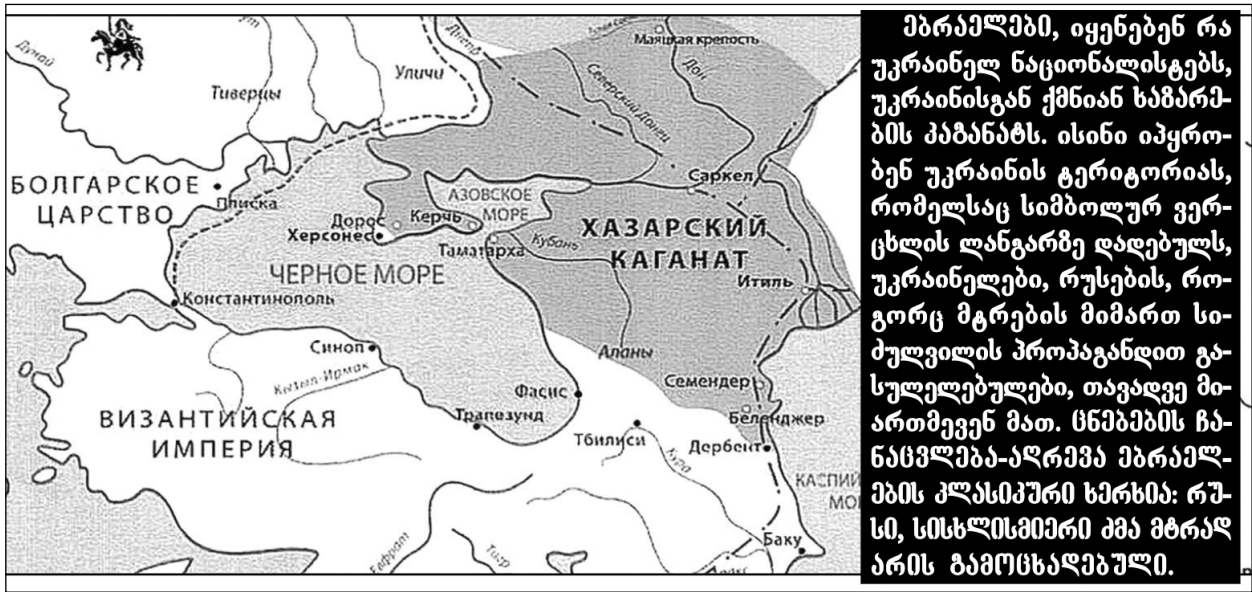 Маяцкая крепость
Дунай
Днепр
Дон
Уличи
Северский Донец
Тиверцы
БОЛГАРСКОЕ
ЦАРСТВО
Плиска
АЗОВСКОЕ
МОРЕ
Саркел
Дорос
Керчь
Херсонес
Таматарха
Кубань
ХАЗАРСКИЙ
КАГАНАТ
ЧЕРНОЕ МОРЕ
Итиль
Константинополь
Синоп
Аланы
Кызыл-Ирмак
Семендер
Фасис
ВИЗАНТИЙСКАЯ
ИМПЕРИЯ
Трапезунд
Беленджер
Тбилиси
Дербент
Кура
КАСПИЙ
МО
Баку
Евфрат
Тигр
ებრაელები, იყენებენ რა
უკრაინელ ნაციონალისტებს,
უკრაინისგან ქმნიან ხაზარე-
ბის კაგანატს. ისინი იპყრო-
ბენ უკრაინის ტერიტორიას,
რომელსაც სიმბოლურ ვერ-
ცხლის ლანგარზე დადებულს,
უკრაინელები, რუსების, რო-
გორც მტრების მიმართ სი-
ძულვილის პროპაგანდით გა-
სულელებულები, თავადვე მი-
ართმევენ მათ. ცნებების ჩა-
ნაცვლება-აღრევა ებრაელ-
ების კლასიკური ხერხია: რუ-
სი, სისხლისმიერი ძმა მტრად
არის გამოცხადებული.